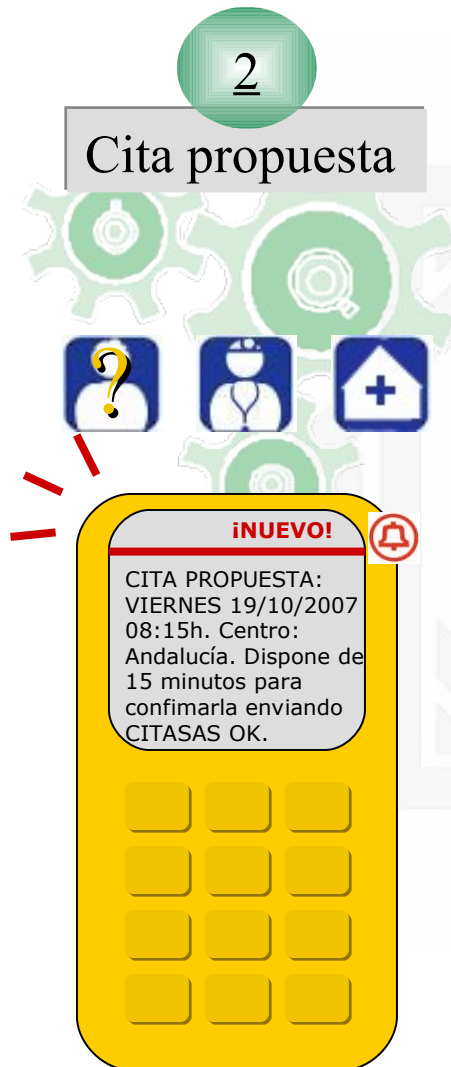 2
Cita propuesta
?
¡NUEVO!
CITA PROPUESTA:
VIERNES 19/10/2007
08:15h. Centro:
Andalucía. Dispone de
15 minutos para
confimarla enviando
CITASAS OK.